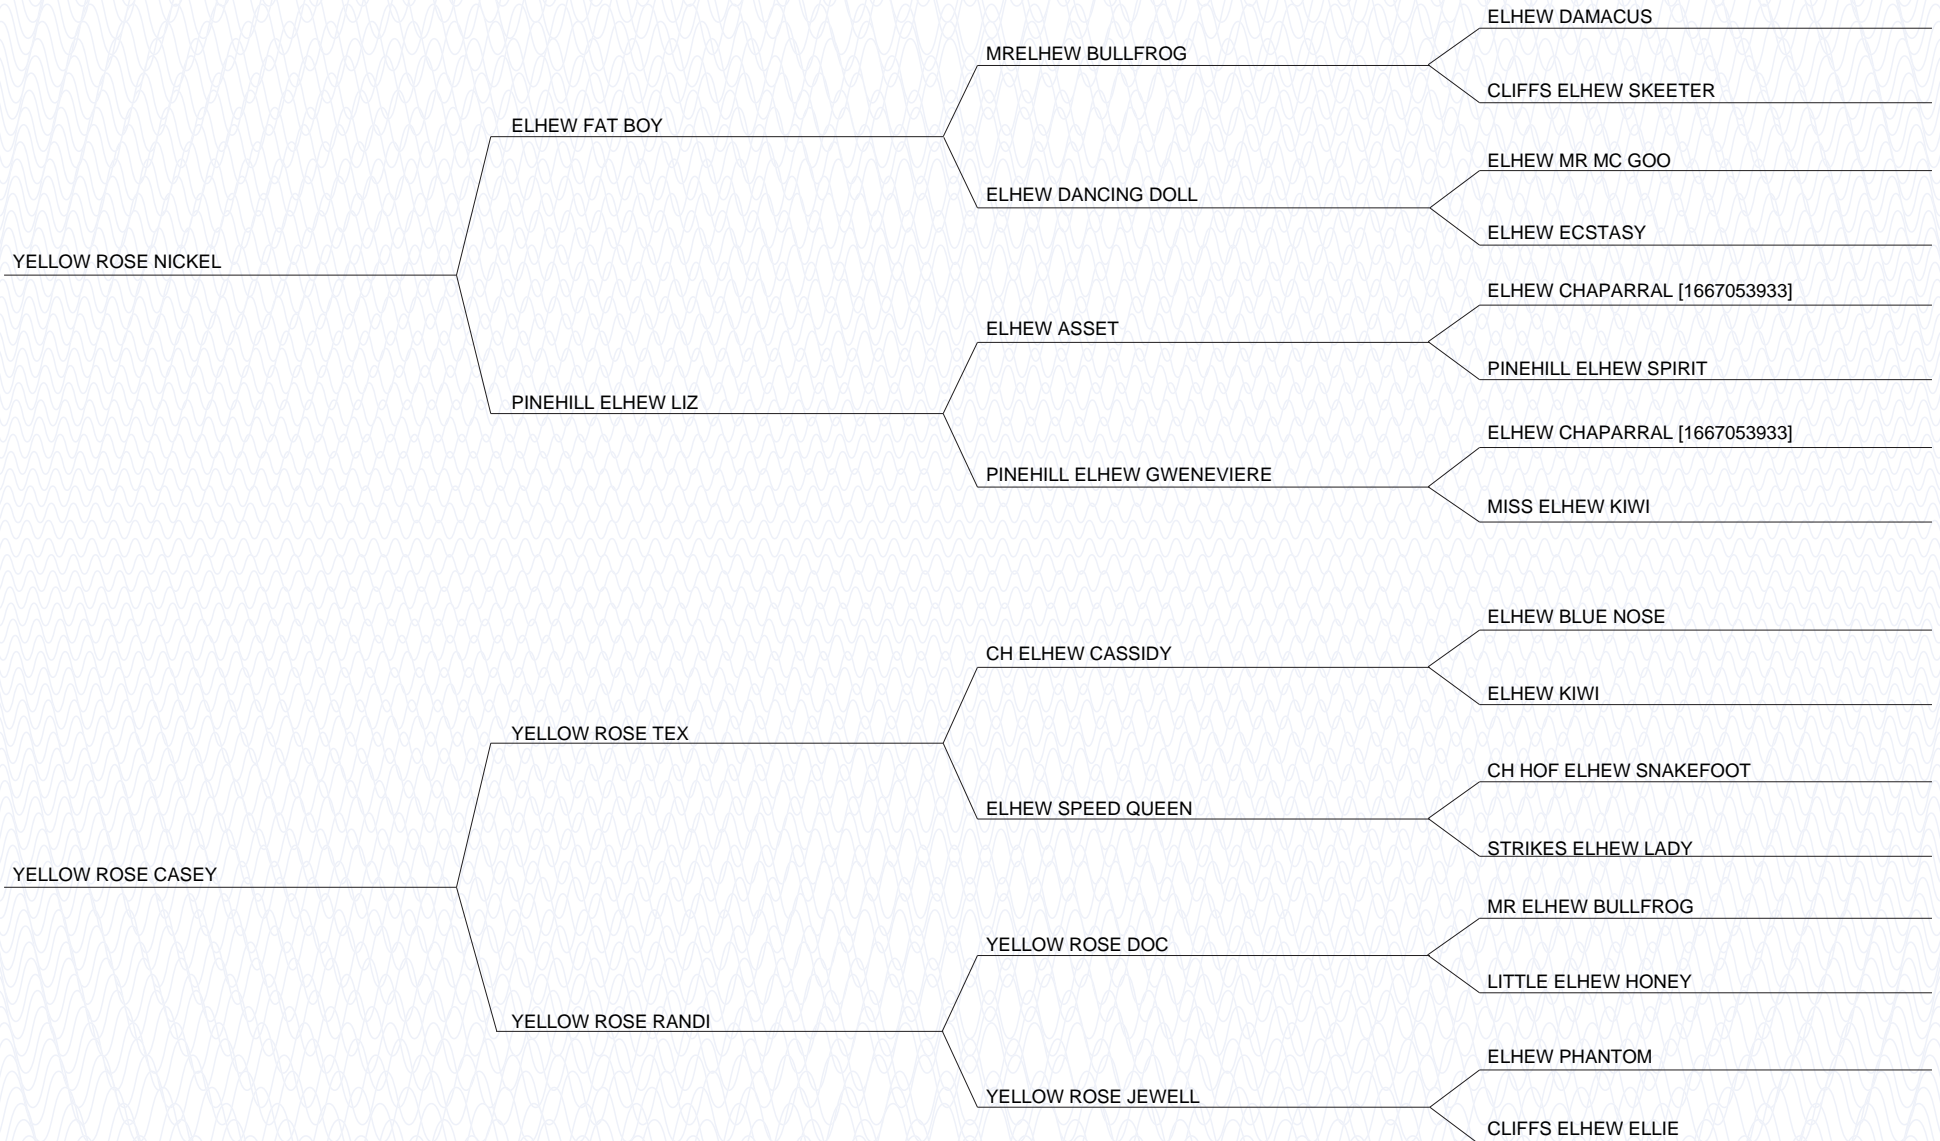 ELHEW DAMACUS
MRELHEW BULLFROG
CLIFFS ELHEW SKEETER
ELHEW FAT BOY
ELHEW MR MC GOO
ELHEW DANCING DOLL
ELHEW ECSTASY
YELLOW ROSE NICKEL
ELHEW CHAPARRAL [1667053933]
ELHEW ASSET
PINEHILL ELHEW SPIRIT
PINEHILL ELHEW LIZ
ELHEW CHAPARRAL [1667053933]
PINEHILL ELHEW GWENEVIERE
MISS ELHEW KIWI
ELHEW BLUE NOSE
CH ELHEW CASSIDY
ELHEW KIWI
YELLOW ROSE TEX
CH HOF ELHEW SNAKEFOOT
ELHEW SPEED QUEEN
STRIKES ELHEW LADY
YELLOW ROSE CASEY
MR ELHEW BULLFROG
YELLOW ROSE DOC
LITTLE ELHEW HONEY
YELLOW ROSE RANDI
ELHEW PHANTOM
YELLOW ROSE JEWELL
CLIFFS ELHEW ELLIE